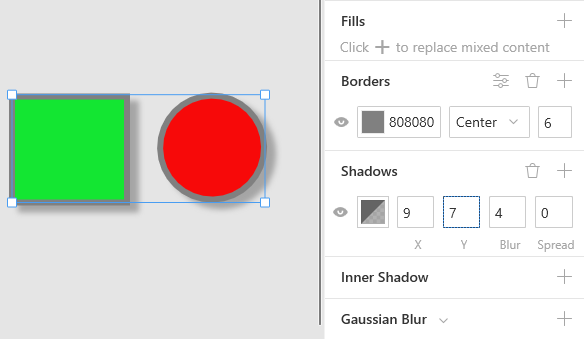 Fills
Click + to replace mixed content
Borders
808080 Center 6
Shadows
9 7 4 0
X Y Blur Spread
Inner Shadow
Gaussian Blur